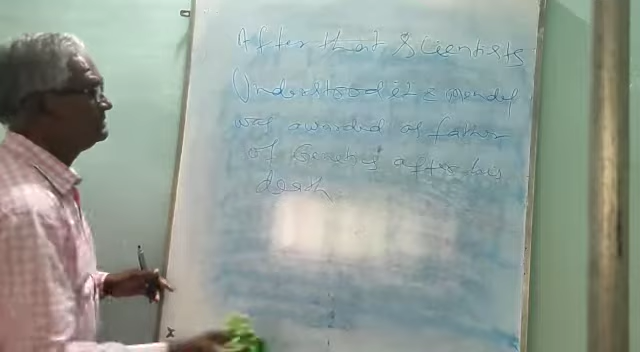 After that Scientists
Understood it & mendel
was awarded as father
of Genetics after his
death.